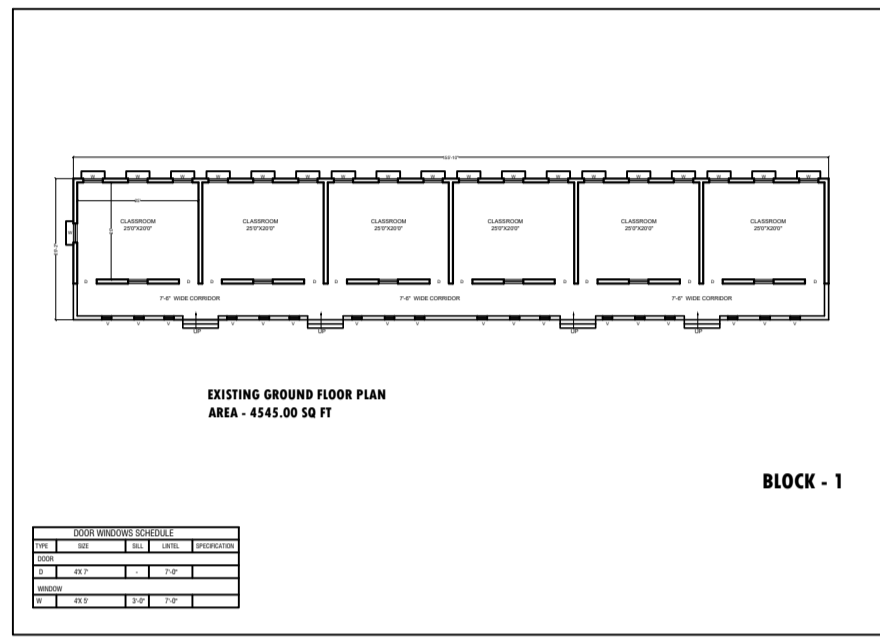 W W W W W W W W W W W W W W W W W W
25'
CLASSROOM CLASSROOM CLASSROOM CLASSROOM CLASSROOM CLASSROOM
25'0"X20'0" 25'0"X20'0" 25'0"X20'0" 25'0"X20'0" 25'0"X20'0" 25'0"X20'0"
W
D D D D D D D D D D D D
7'-6" WIDE CORRIDOR 7'-6" WIDE CORRIDOR 7'-6" WIDE CORRIDOR
V V V V V V V V V V V V V V V V V V
UP UP UP UP
EXISTING GROUND FLOOR PLAN
AREA - 4545.00 SQ FT
BLOCK - 1
DOOR WINDOWS SCHEDULE
TYPE SIZE SILL LINTEL SPECIFICATION
DOOR
D 4'X 7' - 7'-0"
WINDOW
W 4'X 5' 3'-0" 7'-0"